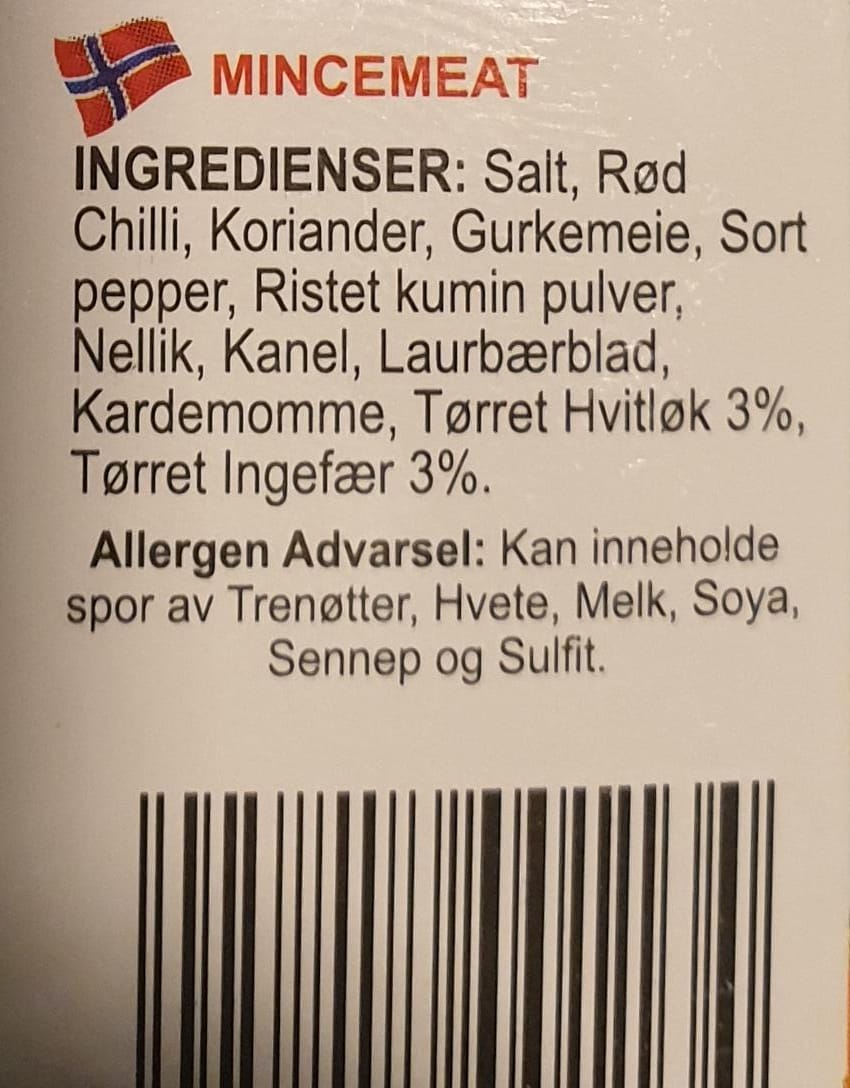 MINCEMEAT
INGREDIENSER: Salt, Rød
Chilli, Koriander, Gurkemeie, Sort
pepper, Ristet kumin pulver,
Nellik, Kanel, Laurbærblad,
Kardemomme, Tørret Hvitløk 3%,
Tørret Ingefær 3%.
Allergen Advarsel: Kan inneholde
spor av Trenøtter, Hvete, Melk, Soya,
Sennep og Sulfit.